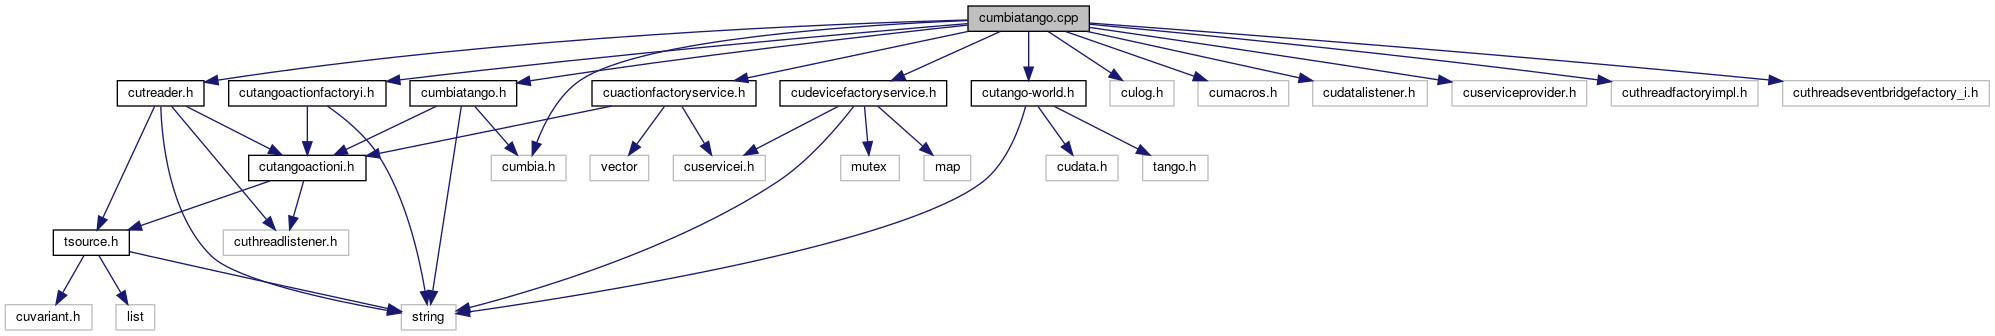 cumbiatango.cpp
cutreader.h
cutangoactionfactoryi.h
cumbiatango.h
cuactionfactoryservice.h
cudevicefactoryservice.h
cutango-world.h
culog.h
cumacros.h
cudatalistener.h
cuserviceprovider.h
cuthreadfactoryimpl.h
cuthreadseventbridgefactory_i.h
cutangoactioni.h
cumbia.h
vector
cuservicei.h
mutex
map
cudata.h
tango.h
tsource.h
cuthreadlistener.h
cuvariant.h
list
string